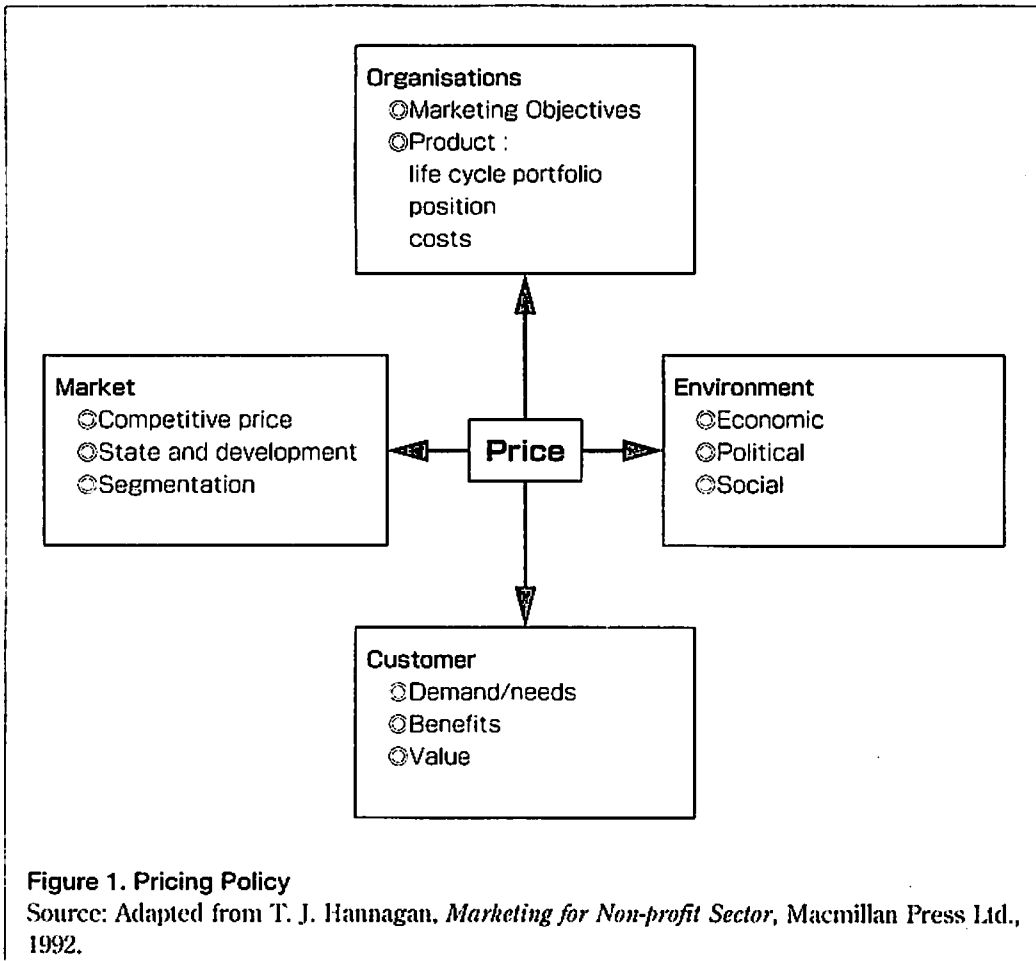 Organisations
◎Marketing Objectives
◎Product :
life cycle portfolio
position
costs
Market
◎Competitive price
◎State and development
◎Segmentation
Price
Environment
◎Economic
◎Political
◎Social
Customer
◎Demand/needs
◎Benefits
◎Value
Figure 1. Pricing Policy
Source: Adapted from T. J. Hannagan, Marketing for Non-profit Sector, Macmillan Press Ltd.,
1992.